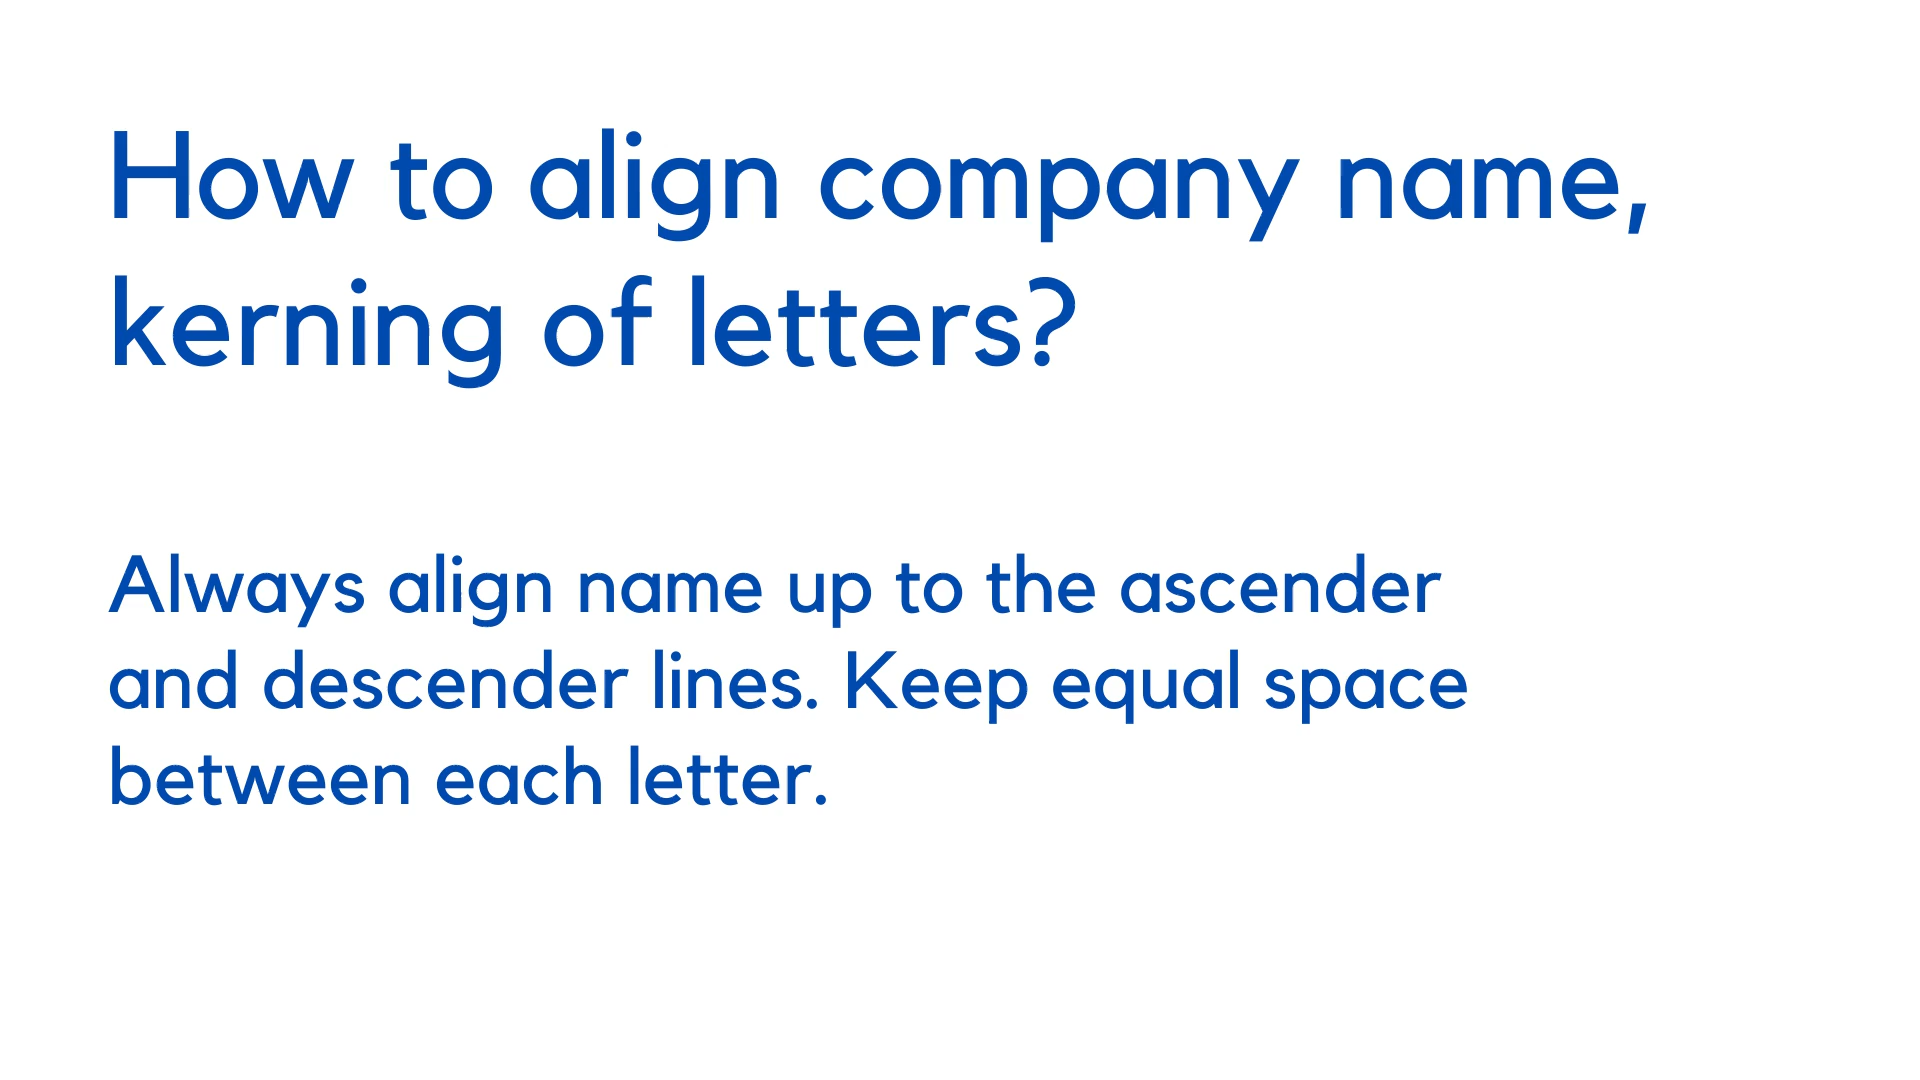 How to align company name,
kerning of letters?
Always align name up to the ascender
and descender lines. Keep equal space
between each letter.